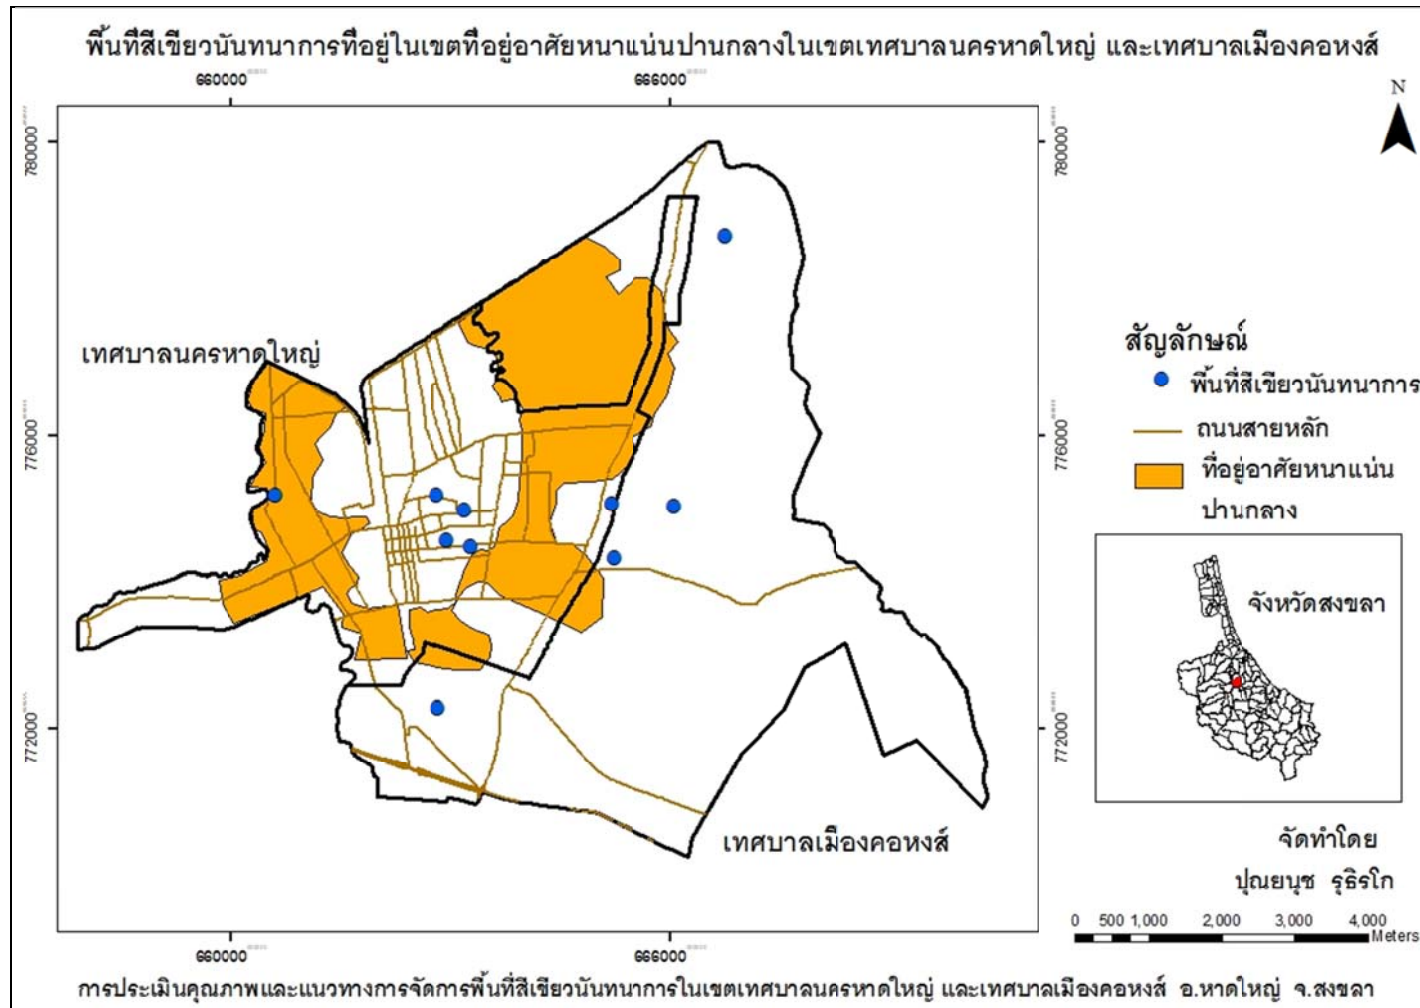 พื้นที่สีเขียวนันทนาการที่อยู่ในเขตที่อยู่อาศัยหนาแน่นปานกลางในเขตเทศบาลนครหาดใหญ่ และเทศบาลเมืองคอหงส์
660000
666000
N
780000
780000
เทศบาลนครหาดใหญ่
สัญลักษณ์
พื้นที่สีเขียวนันทนาการ
776000
776000
ถนนสายหลัก
ที่อยู่อาศัยหนาแน่น
ปานกลาง
จังหวัดสงขลา
772000
772000
เทศบาลเมืองคอหงส์
จัดทำโดย
ปุณยนุช รุธิรโก
0 500 1,000 2,000 3,000 4,000
Meters
660000
666000
การประเมินคุณภาพและแนวทางการจัดการพื้นที่สีเขียวนันทนาการในเขตเทศบาลนครหาดใหญ่ และเทศบาลเมืองคอหงส์ อ.หาดใหญ่ จ.สงขลา